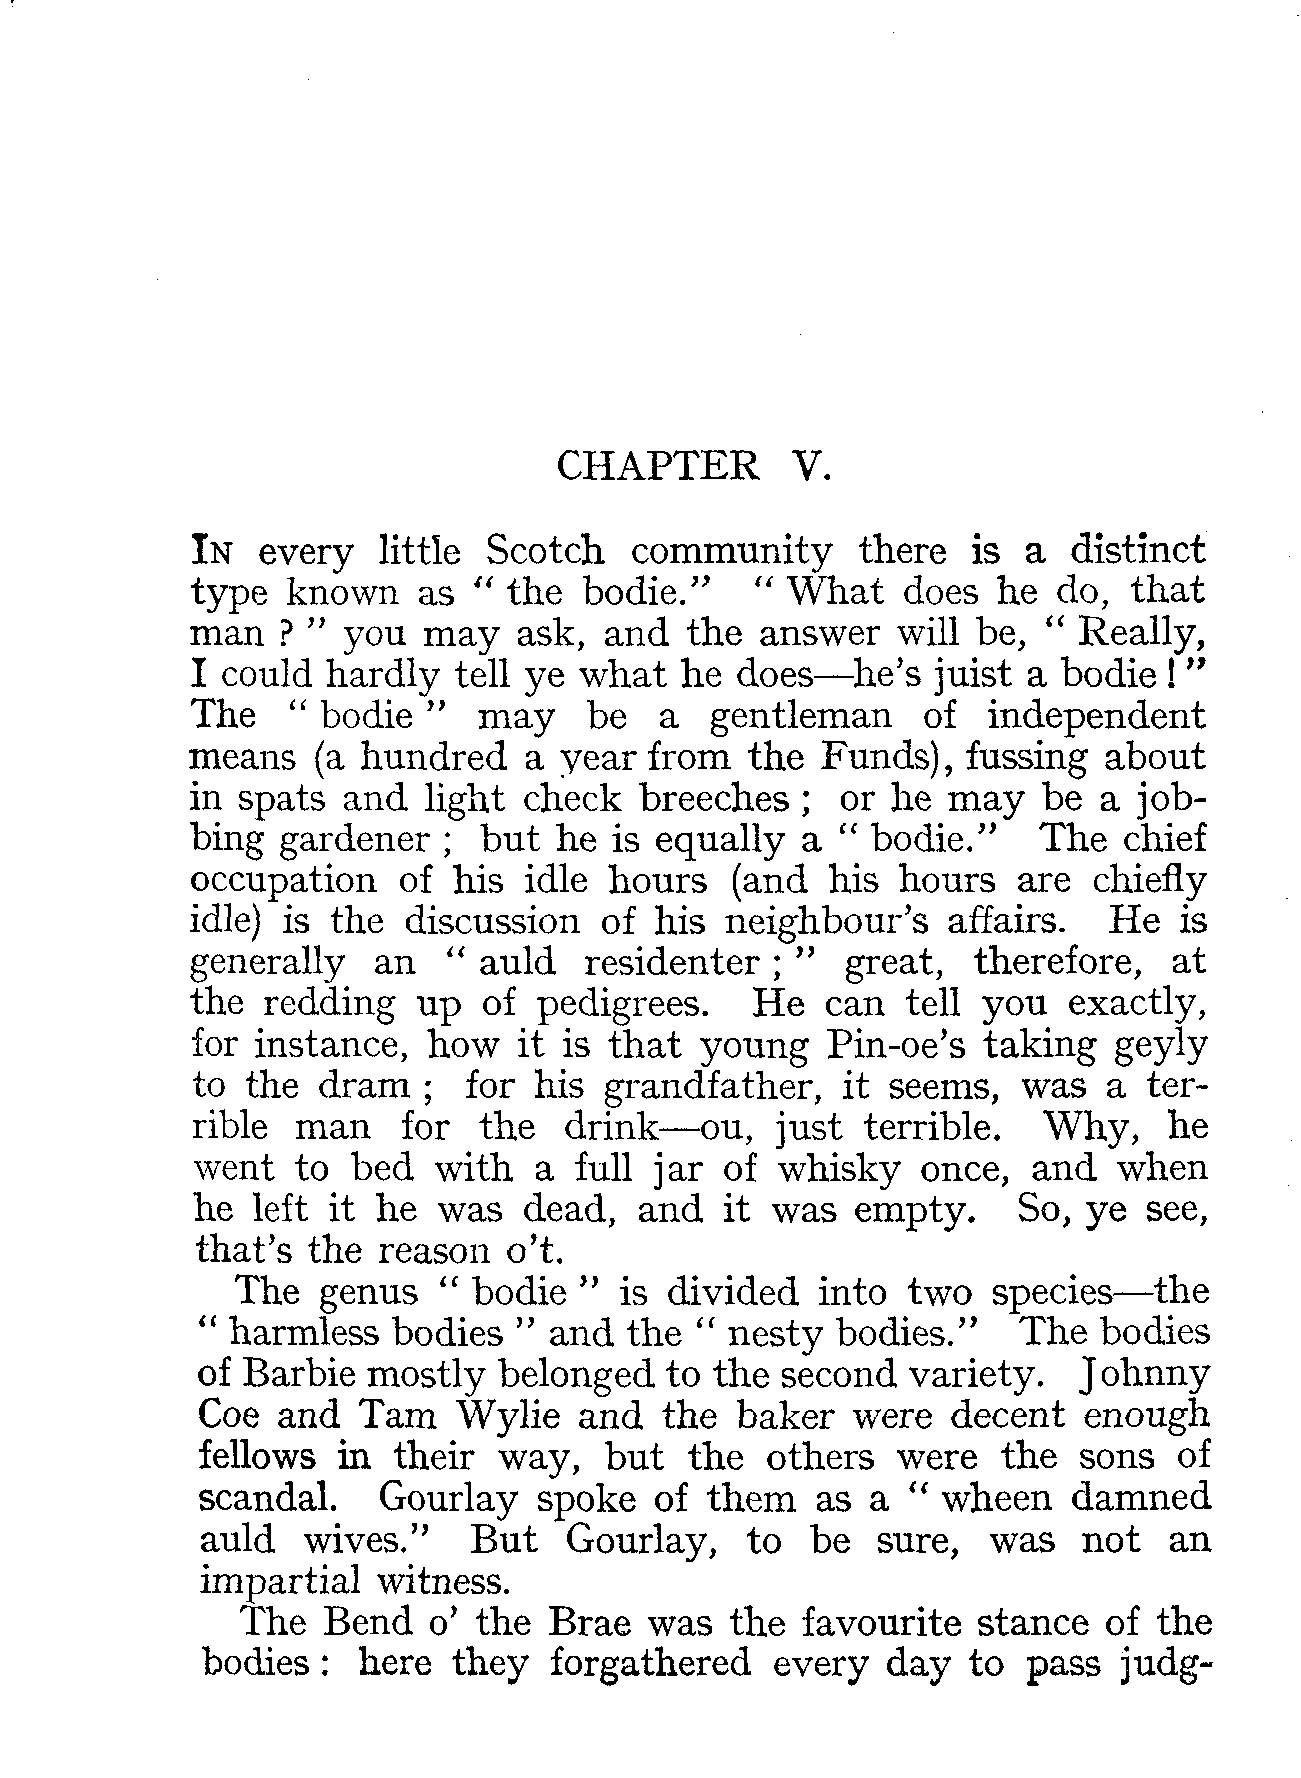 CHAPTER V.
IN every little Scotch community there is a distinct
type known as “ the bodie.” “ What does he do, that
man ? ” you may ask, and the answer will be, “ Really,
I could hardly tell ye what he does—he’s juist a bodie ! ”
The “ bodie ” may be a gentleman of independent
means (a hundred a year from the Funds), fussing about
in spats and light check breeches ; or he may be a job-
bing gardener ; but he is equally a “ bodie.” The chief
occupation of his idle hours (and his hours are chiefly
idle) is the discussion of his neighbour’s affairs. He is
generally an “ auld residenter ; ” great, therefore, at
the redding up of pedigrees. He can tell you exactly,
for instance, how it is that young Pin-oe’s taking geyly
to the dram ; for his grandfather, it seems, was a ter-
rible man for the drink—ou, just terrible. Why, he
went to bed with a full jar of whisky once, and when
he left it he was dead, and it was empty. So, ye see,
that’s the reason o’t.
The genus “ bodie ” is divided into two species—the
“ harmless bodies ” and the “ nesty bodies.” The bodies
of Barbie mostly belonged to the second variety. Johnny
Coe and Tam Wylie and the baker were decent enough
fellows in their way, but the others were the sons of
scandal. Gourlay spoke of them as a “ wheen damned
auld wives.” But Gourlay, to be sure, was not an
impartial witness.
The Bend o’ the Brae was the favourite stance of the
bodies : here they forgathered every day to pass judg-